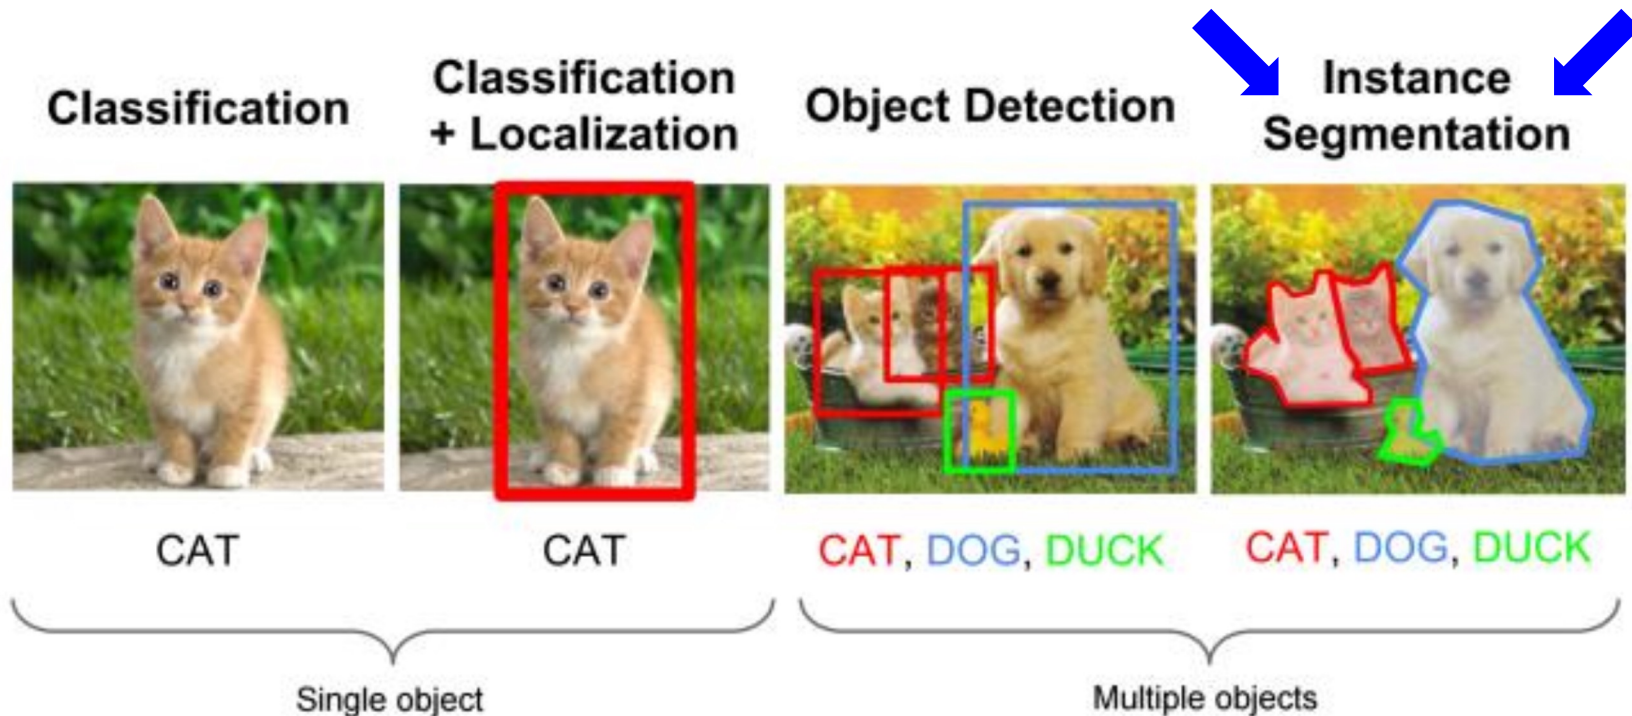 Classification
Classification
+ Localization
Object Detection
Instance
Segmentation
CAT
CAT
CAT, DOG, DUCK
CAT, DOG, DUCK
Single object
Multiple objects